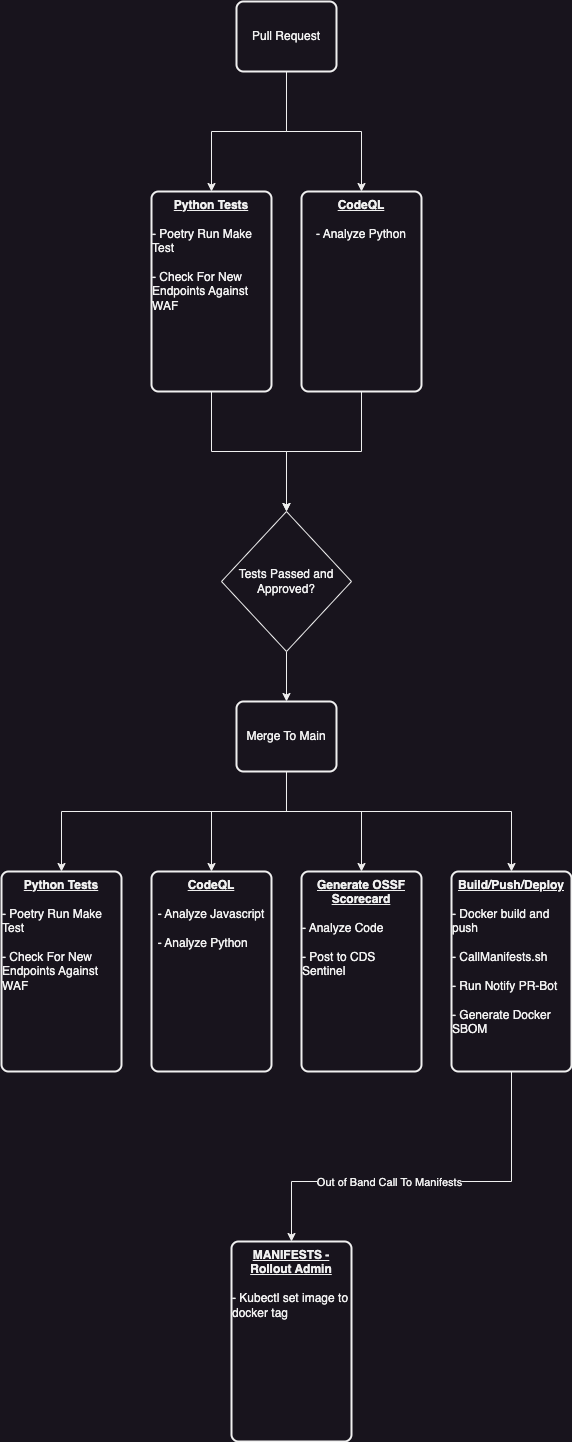 Pull Request
Python Tests
- Poetry Run Make
Test
- Check For New
Endpoints Against
WAF
CodeQL
- Analyze Python
Tests Passed and
Approved?
Merge To Main
Python Tests
- Poetry Run Make
Test
- Check For New
Endpoints Against
WAF
CodeQL
- Analyze Javascript
- Analyze Python
Generate OSSF
Scorecard
- Analyze Code
- Post to CDS
Sentinel
Build/Push/Deploy
- Docker build and
push
- CallManifests.sh
- Run Notify PR-Bot
- Generate Docker
SBOM
Out of Band Call To Manifests
MANIFESTS -
Rollout Admin
- Kubectl set image to
docker tag